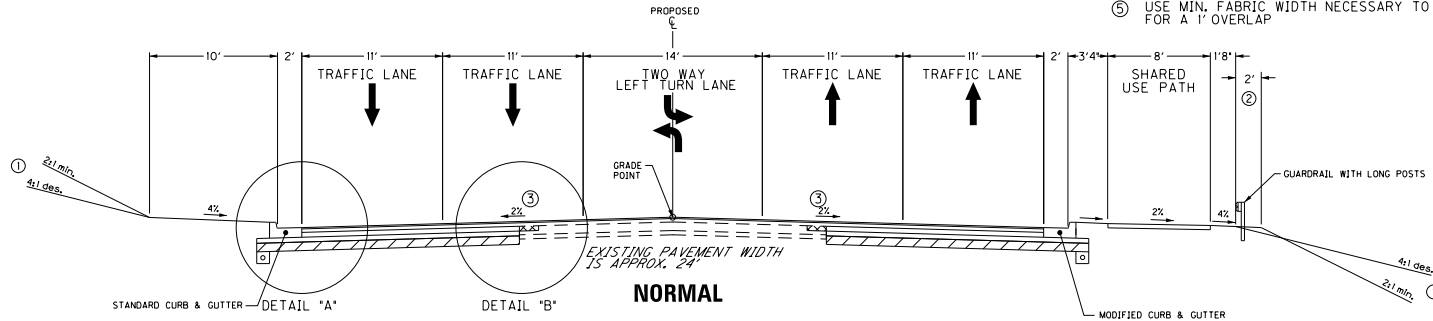 PROPOSED
℄
⑤ USE MIN. FABRIC WIDTH NECESSARY TO
FOR A 1' OVERLAP
10'
2'
11'
11'
14'
11'
11'
2'
3'4"
8'
1'8"
2'
②
TRAFFIC LANE
TRAFFIC LANE
TWO WAY
LEFT TURN LANE
TRAFFIC LANE
TRAFFIC LANE
SHARED
USE PATH
①
2:1 min.
4:1 des.
4%
GRADE
POINT
③
2%
③
2%
2%
4%
GUARDRAIL WITH LONG POSTS
EXISTING PAVEMENT WIDTH
IS APPROX. 24'
4:1 des.
2:1 min.
STANDARD CURB & GUTTER
DETAIL "A"
DETAIL "B"
NORMAL
MODIFIED CURB & GUTTER